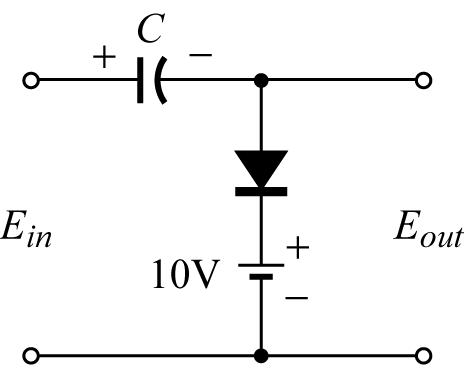 + C −
E_in 10V + E_out
−